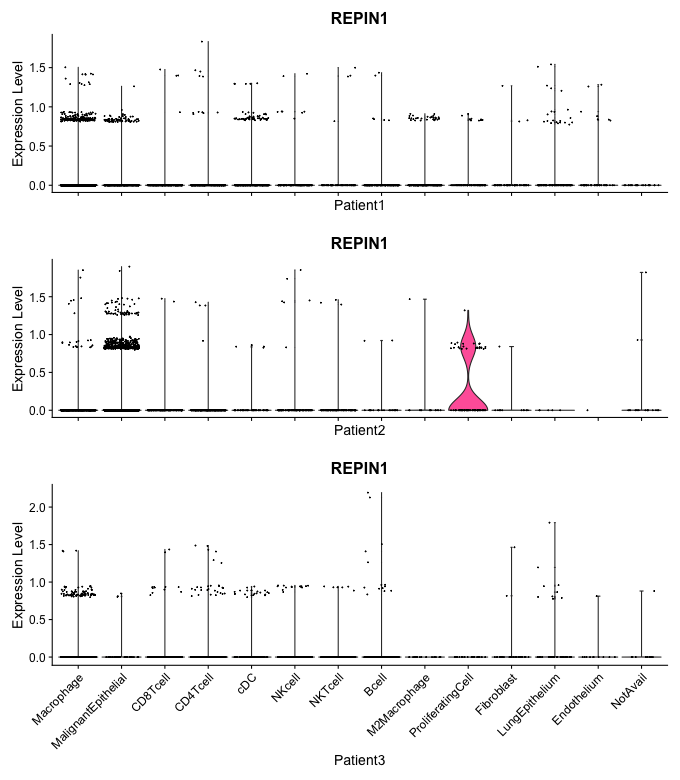 REPIN1
Expression Level
1.5
1.0
0.5
0.0
Patient1
REPIN1
Expression Level
1.5
1.0
0.5
0.0
Patient2
REPIN1
Expression Level
2.0
1.5
1.0
0.5
0.0
Macrophage
MalignantEpithelial
CD8Tcell
CD4Tcell
cDC
NKcell
NKTcell
Bcell
M2Macrophage
ProliferatingCell
Fibroblast
LungEpithelium
Endothelium
NotAvail
Patient3